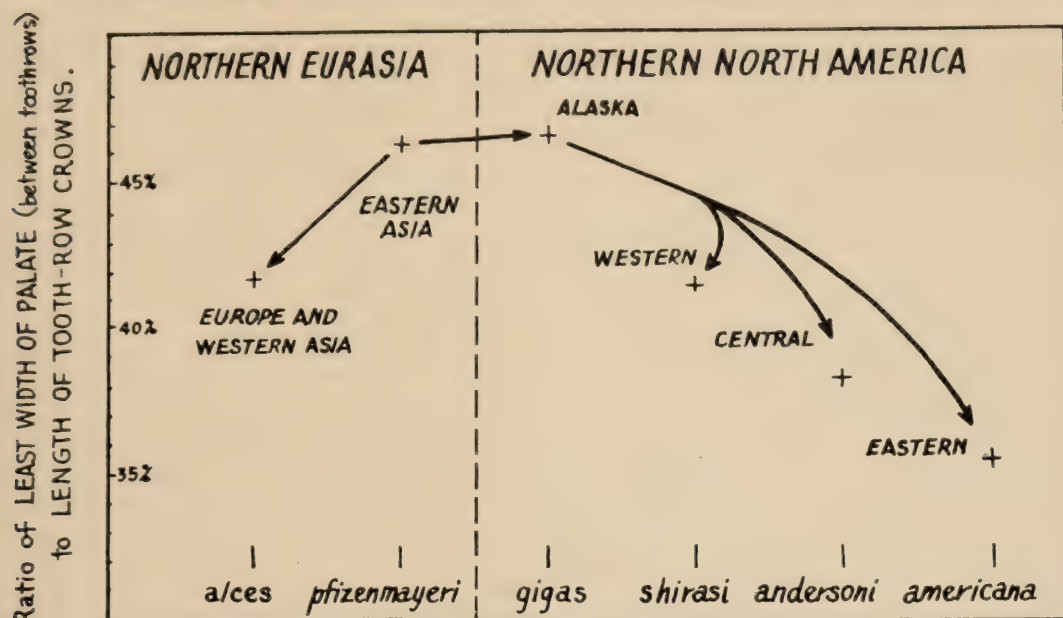 Ratio of LEAST WIDTH OF PALATE (between toothrows)
to LENGTH OF TOOTH-ROW CROWNS.
NORTHERN EURASIA
NORTHERN NORTH AMERICA
ALASKA
45%
EASTERN
ASIA
WESTERN
EUROPE AND
WESTERN ASIA
40%
CENTRAL
EASTERN
35%
alces
pfizenmayeri
gigas
shirasi
andersoni
americana